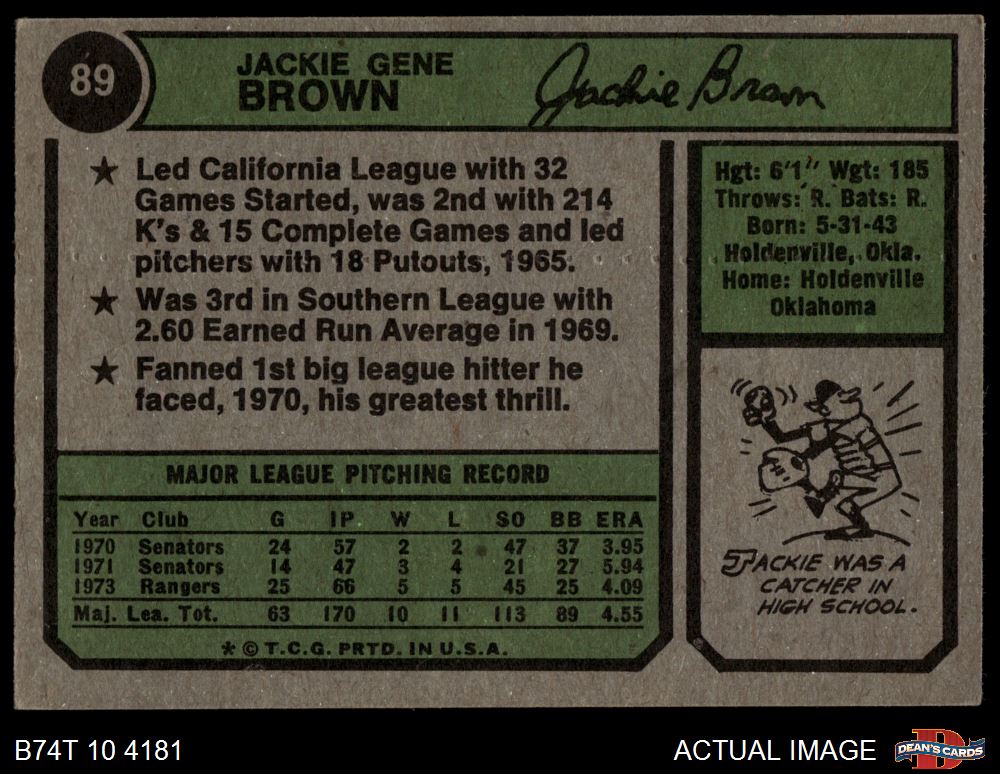 89
JACKIE GENE
BROWN
Jackie Brown
★ Led California League with 32
Games Started, was 2nd with 214
K's & 15 Complete Games and led
pitchers with 18 Putouts, 1965.
★ Was 3rd in Southern League with
2.60 Earned Run Average in 1969.
★ Fanned 1st big league hitter he
faced, 1970, his greatest thrill.
Hgt: 6'1" Wgt: 185
Throws: R. Bats: R.
Born: 5-31-43
Holdenville, Okla.
Home: Holdenville
Oklahoma
MAJOR LEAGUE PITCHING RECORD
Year Club G IP W L SO BB ERA
1970 Senators 24 57 2 2 47 37 3.95
1971 Senators 14 47 3 4 21 27 5.94
1973 Rangers 25 66 5 5 45 25 4.09
Maj. Lea. Tot. 63 170 10 11 113 89 4.55
* © T.C.G. PRTD. IN U.S.A.
JACKIE WAS A
CATCHER IN
HIGH SCHOOL.
B74T 10 4181
ACTUAL IMAGE
D
DEAN'S CARDS